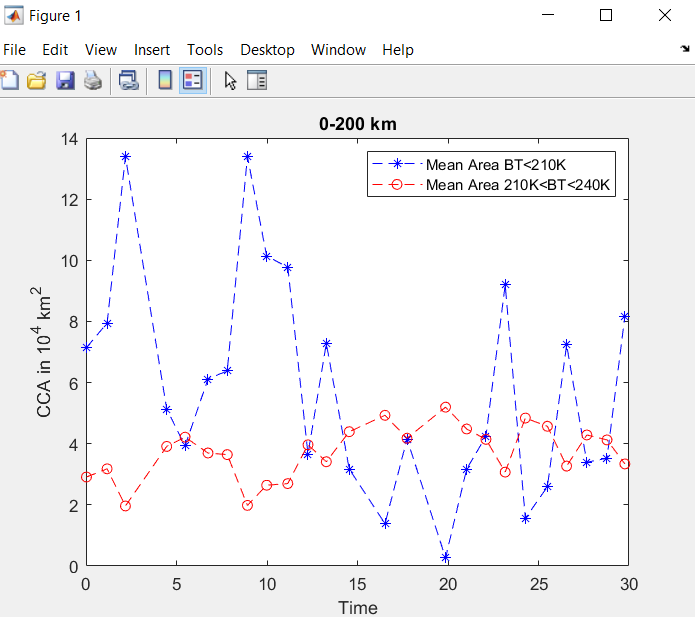 Figure 1
File Edit View Insert Tools Desktop Window Help
0-200 km
Mean Area BT<210K
Mean Area 210K<BT<240K
CCA in 10⁴ km²
14
12
10
8
6
4
2
0
0 5 10 15 20 25 30
Time